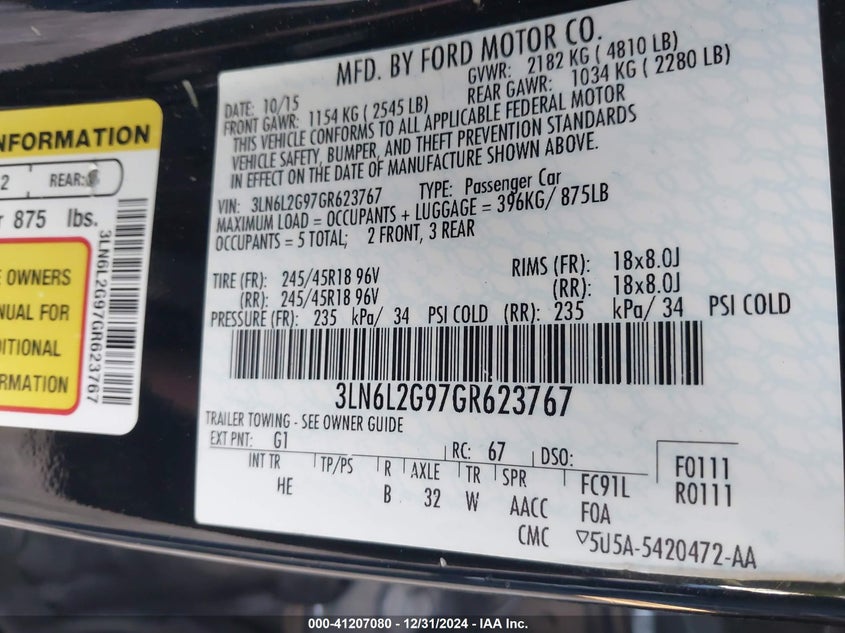 MFD. BY FORD MOTOR CO.
DATE: 10/15 GVWR: 2182 KG ( 4810 LB)
FRONT GAWR: 1154 KG ( 2545 LB) REAR GAWR: 1034 KG ( 2280 LB)
THIS VEHICLE CONFORMS TO ALL APPLICABLE FEDERAL MOTOR
VEHICLE SAFETY, BUMPER, AND THEFT PREVENTION STANDARDS
IN EFFECT ON THE DATE OF MANUFACTURE SHOWN ABOVE.
VIN: 3LN6L2G97GR623767 TYPE: Passenger Car
MAXIMUM LOAD = OCCUPANTS + LUGGAGE = 396KG/ 875LB
OCCUPANTS = 5 TOTAL; 2 FRONT, 3 REAR
TIRE (FR): 245/45R18 96V RIMS (FR): 18x8.0J
(RR): 245/45R18 96V (RR): 18x8.0J
PRESSURE (FR): 235 kPa/ 34 PSI COLD (RR): 235 kPa/ 34 PSI COLD
3LN6L2G97GR623767
TRAILER TOWING - SEE OWNER GUIDE
EXT PNT: G1 RC: 67 DSO:
INT TR TP/PS R AXLE TR SPR FC91L F0111
HE B 32 W AACC FOA R0111
CMC ▽5U5A-5420472-AA
NFORMATION
2 REAR:
875 lbs.
OWNERS
NUAL FOR
DITIONAL
RMATION
3LN6L2G97GR623767
000-41207080 - 12/31/2024 - IAA Inc.